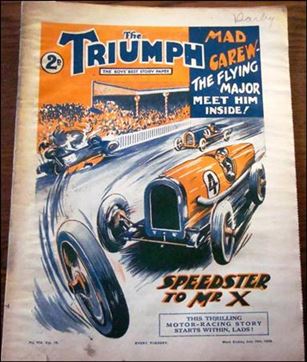 Darby
The
TRIUMPH
2D
THE BOYS' BEST STORY PAPER
MAD
CAREW-
THE FLYING
MAJOR
MEET HIM
INSIDE!
4
SPEEDSTER
TO MR X
THIS THRILLING
MOTOR-RACING STORY
STARTS WITHIN, LADS!
EVERY TUESDAY.